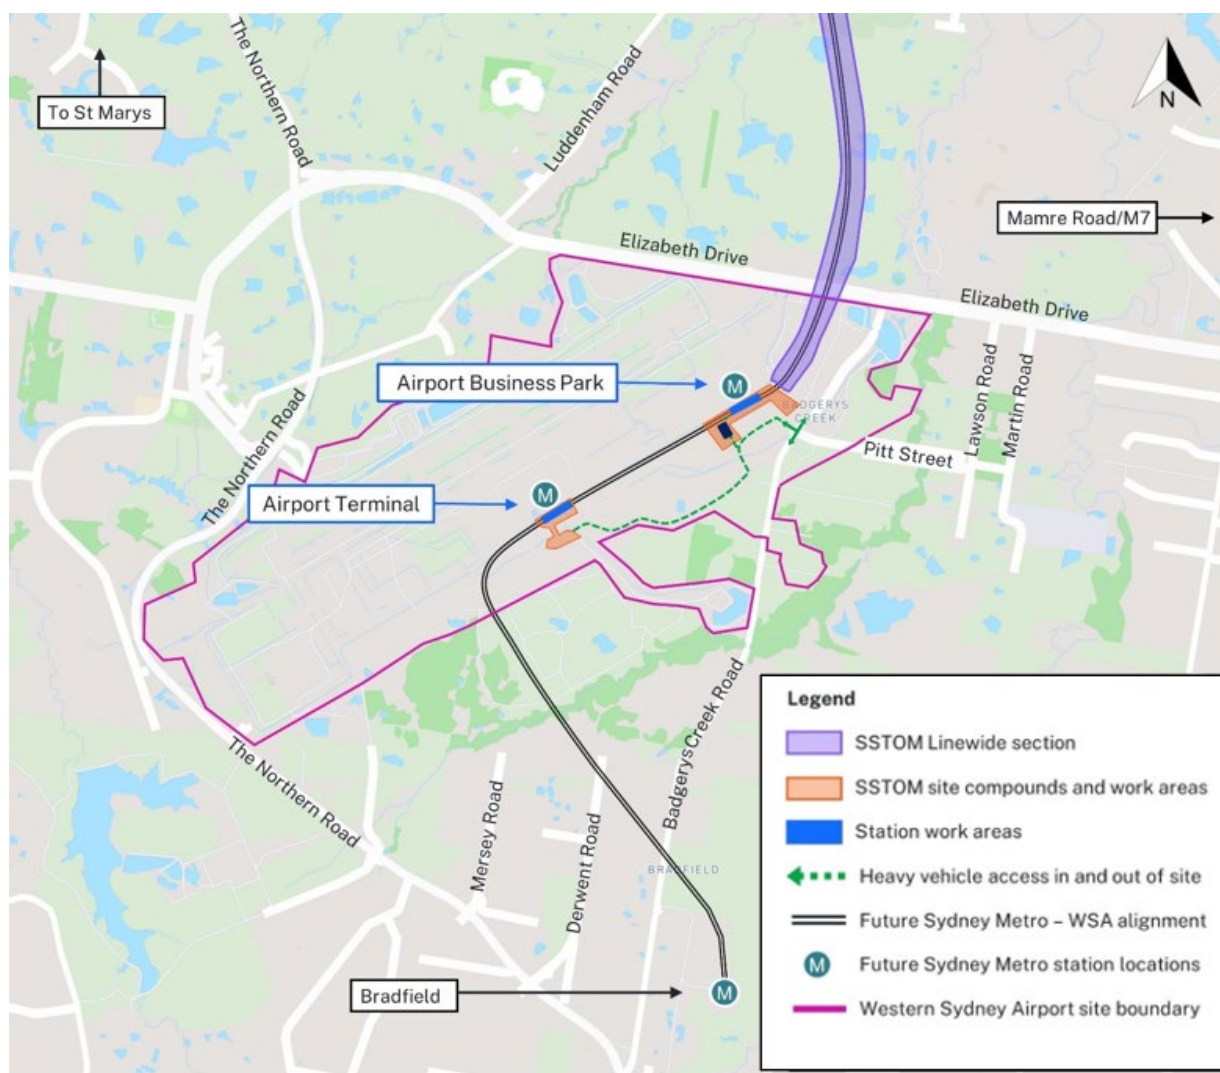 The Northern Road
To St Marys
Luddenham Road
N
Mamre Road/M7
Elizabeth Drive
Elizabeth Drive
Airport Business Park
M
BADGERYS
CREEK
Lawson Road
Martin Road
Pitt Street
The Northern Road
Airport Terminal
M
The Northern Road
Mersey Road
Derwent Road
Badgerys Creek Road
BRADFIELD
Bradfield
M
Legend
SSTOM Linewide section
SSTOM site compounds and work areas
Station work areas
Heavy vehicle access in and out of site
Future Sydney Metro – WSA alignment
M
Future Sydney Metro station locations
Western Sydney Airport site boundary